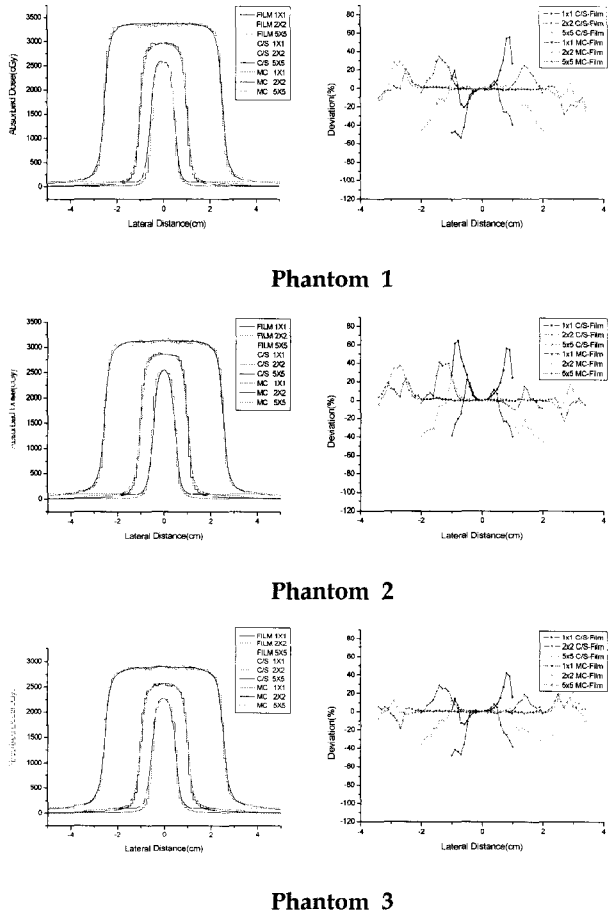 3500
3000
2500
2000
1500
1000
500
0
Absorbed Dose(cGy)
-4 -2 0 2 4
Lateral Distance(cm)
FILM 1X1
FILM 2X2
FILM 5X5
C/S 1X1
C/S 2X2
C/S 5X5
MC 1X1
MC 2X2
MC 5X5
80
60
40
20
0
-20
-40
-60
-80
-100
-120
Deviation(%)
-4 -2 0 2 4
Lateral Distance(cm)
1x1 C/S-Film
2x2 C/S-Film
5x5 C/S-Film
1x1 MC-Film
2x2 MC-Film
5x5 MC-Film
Phantom 1
3500
3000
2500
2000
1500
1000
500
0
-4 -2 0 2 4
Lateral Distance(cm)
FILM 1X1
FILM 2X2
FILM 5X5
C/S 1X1
C/S 2X2
C/S 5X5
MC 1X1
MC 2X2
MC 5X5
80
60
40
20
0
-20
-40
-60
-80
-100
-120
Deviation(%)
-4 -2 0 2 4
Lateral Distance(cm)
1x1 C/S-Film
2x2 C/S-Film
5x5 C/S-Film
1x1 MC-Film
2x2 MC-Film
5x5 MC-Film
Phantom 2
3000
2500
2000
1500
1000
500
0
-4 -2 0 2 4
Lateral Distance(cm)
FILM 1X1
FILM 2X2
FILM 5X5
C/S 1X1
C/S 2X2
C/S 5X5
MC 1X1
MC 2X2
MC 5X5
80
60
40
20
0
-20
-40
-60
-80
-100
-120
Deviation(%)
-4 -2 0 2 4
Lateral Distance(cm)
1x1 C/S-Film
2x2 C/S-Film
5x5 C/S-Film
1x1 MC-Film
2x2 MC-Film
5x5 MC-Film
Phantom 3